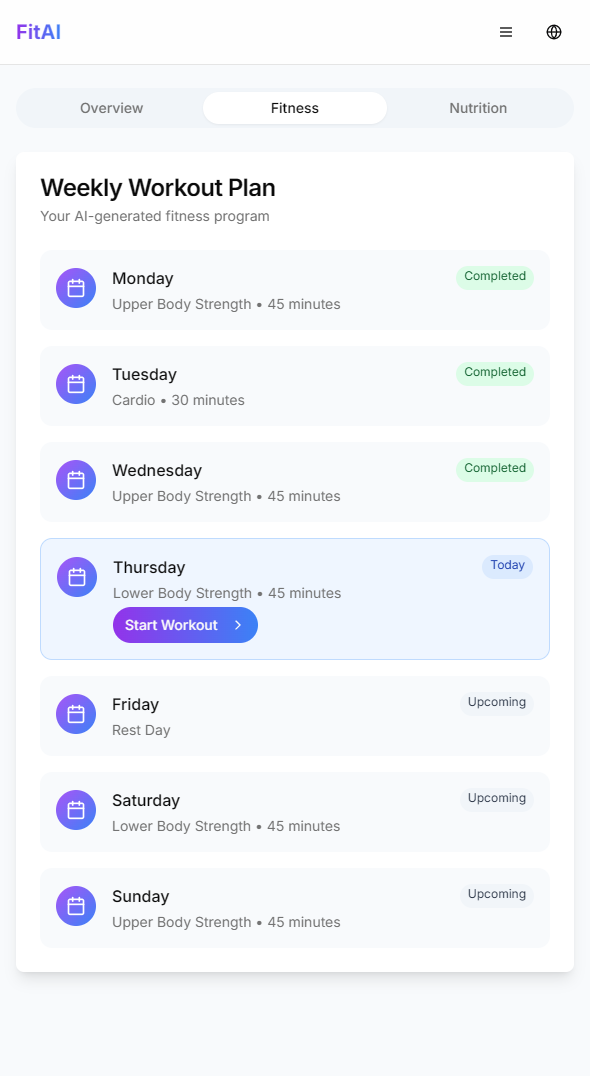 FitAI
Overview
Fitness
Nutrition
Weekly Workout Plan
Your AI-generated fitness program
Monday
Completed
Upper Body Strength • 45 minutes
Tuesday
Completed
Cardio • 30 minutes
Wednesday
Completed
Upper Body Strength • 45 minutes
Thursday
Today
Lower Body Strength • 45 minutes
Start Workout
Friday
Upcoming
Rest Day
Saturday
Upcoming
Lower Body Strength • 45 minutes
Sunday
Upcoming
Upper Body Strength • 45 minutes